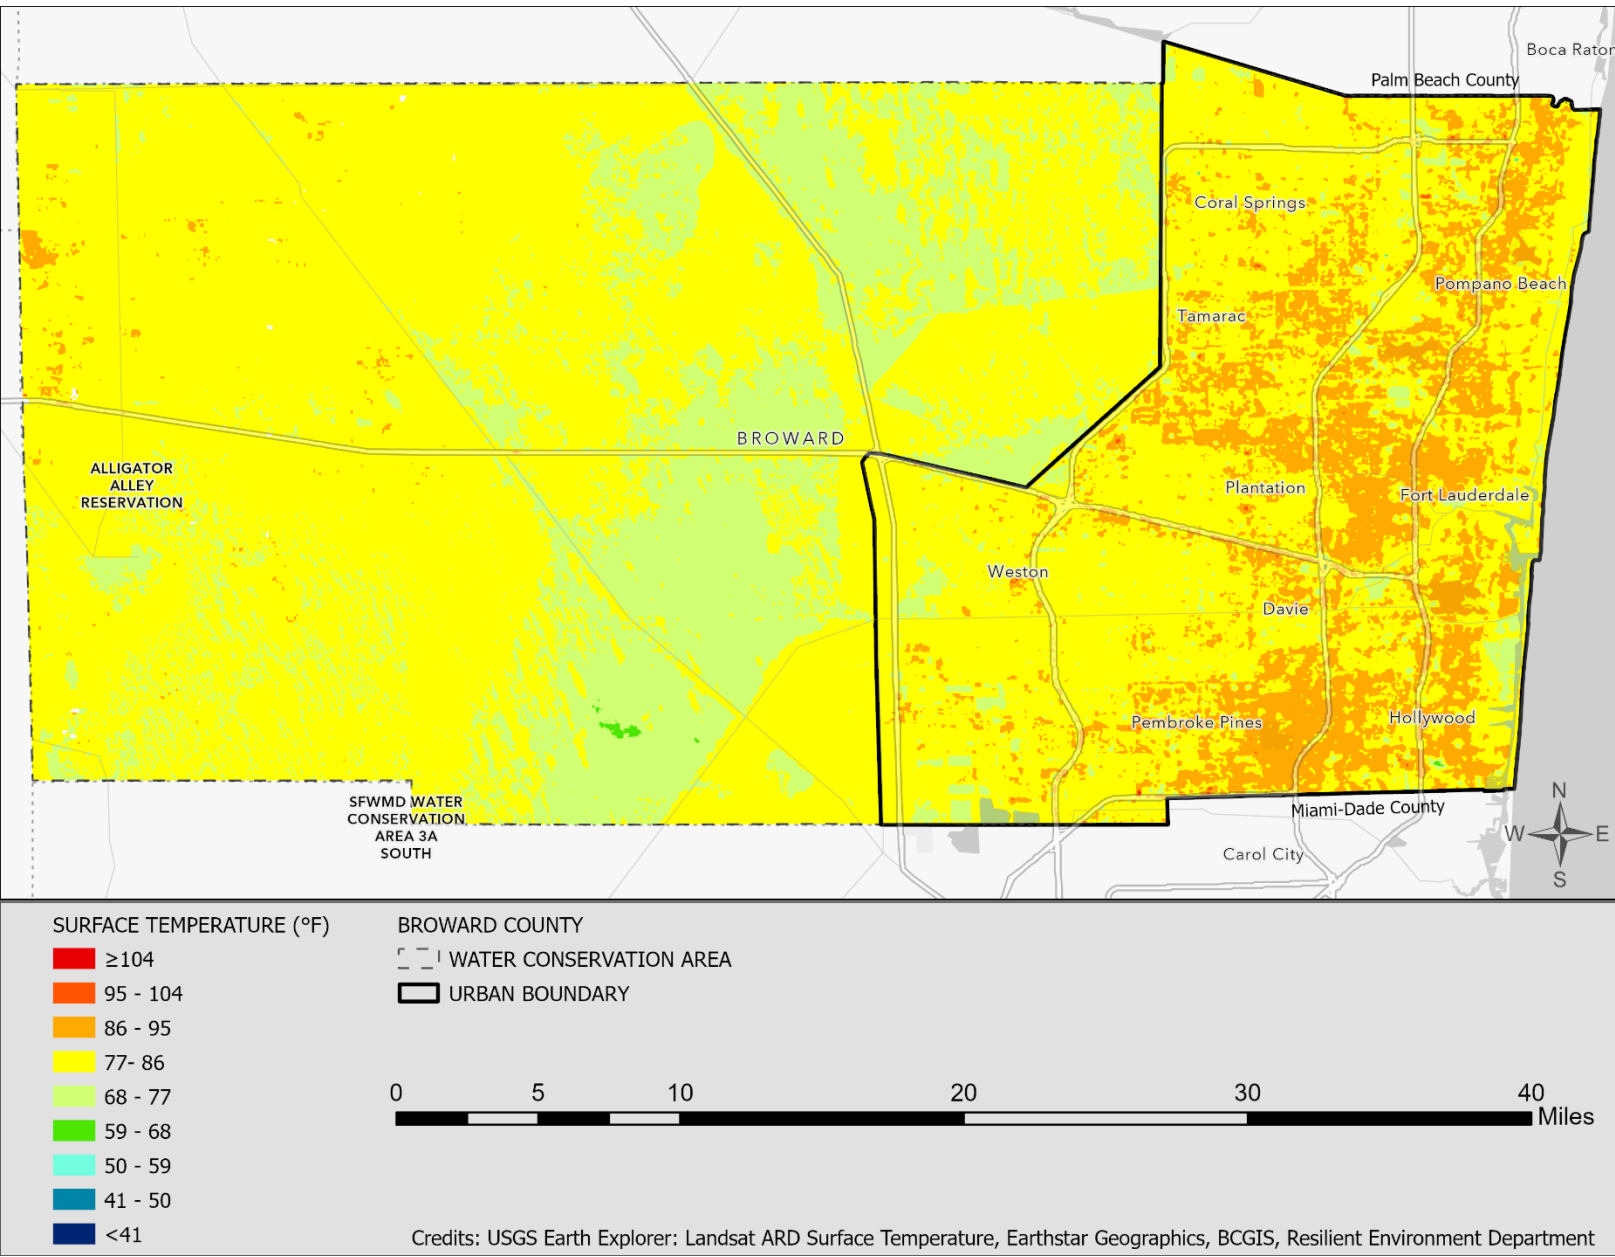 Boca Raton
Palm Beach County
Coral Springs
Pompano Beach
Tamarac
BROWARD
ALLIGATOR
ALLEY
RESERVATION
Plantation
Fort Lauderdale
Weston
Davie
Pembroke Pines
Hollywood
SFWMD WATER
CONSERVATION
AREA 3A
SOUTH
Miami-Dade County
Carol City
N
W
E
S
SURFACE TEMPERATURE (°F)
≥104
95 - 104
86 - 95
77- 86
68 - 77
59 - 68
50 - 59
41 - 50
<41
BROWARD COUNTY
WATER CONSERVATION AREA
URBAN BOUNDARY
0 5 10 20 30 40
Miles
Credits: USGS Earth Explorer: Landsat ARD Surface Temperature, Earthstar Geographics, BCGIS, Resilient Environment Department